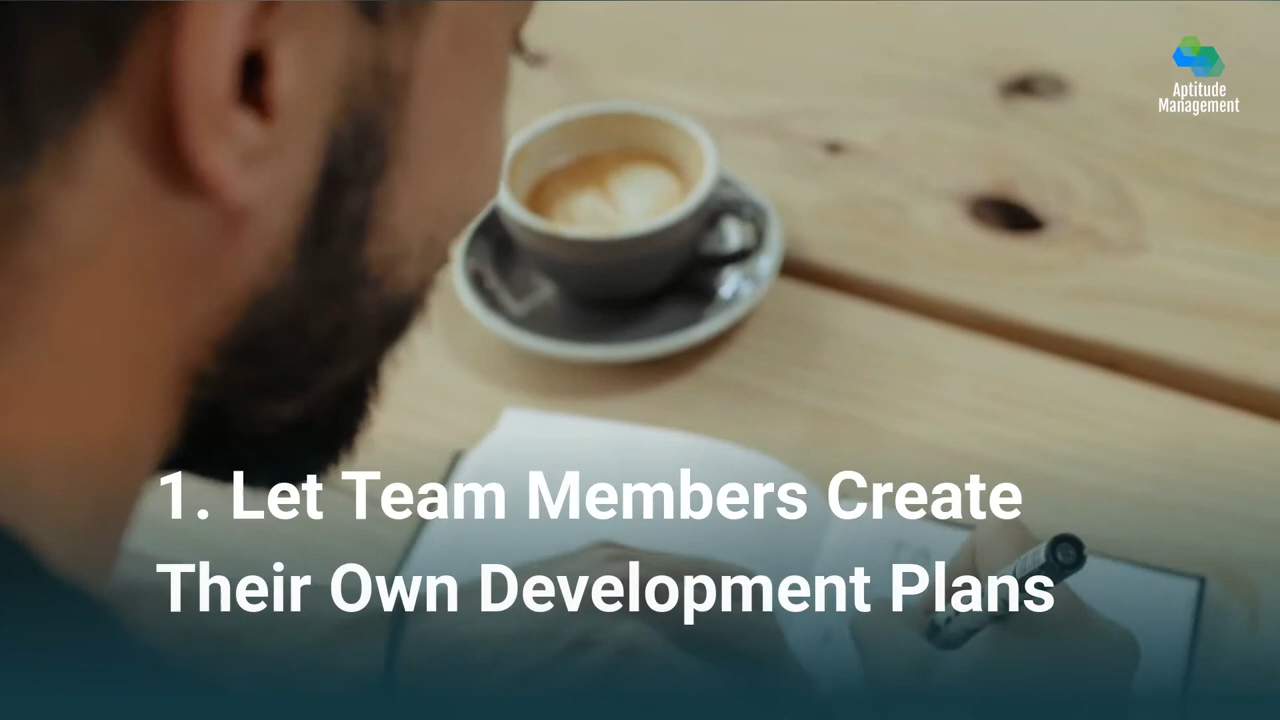 Aptitude
Management
1. Let Team Members Create
Their Own Development Plans